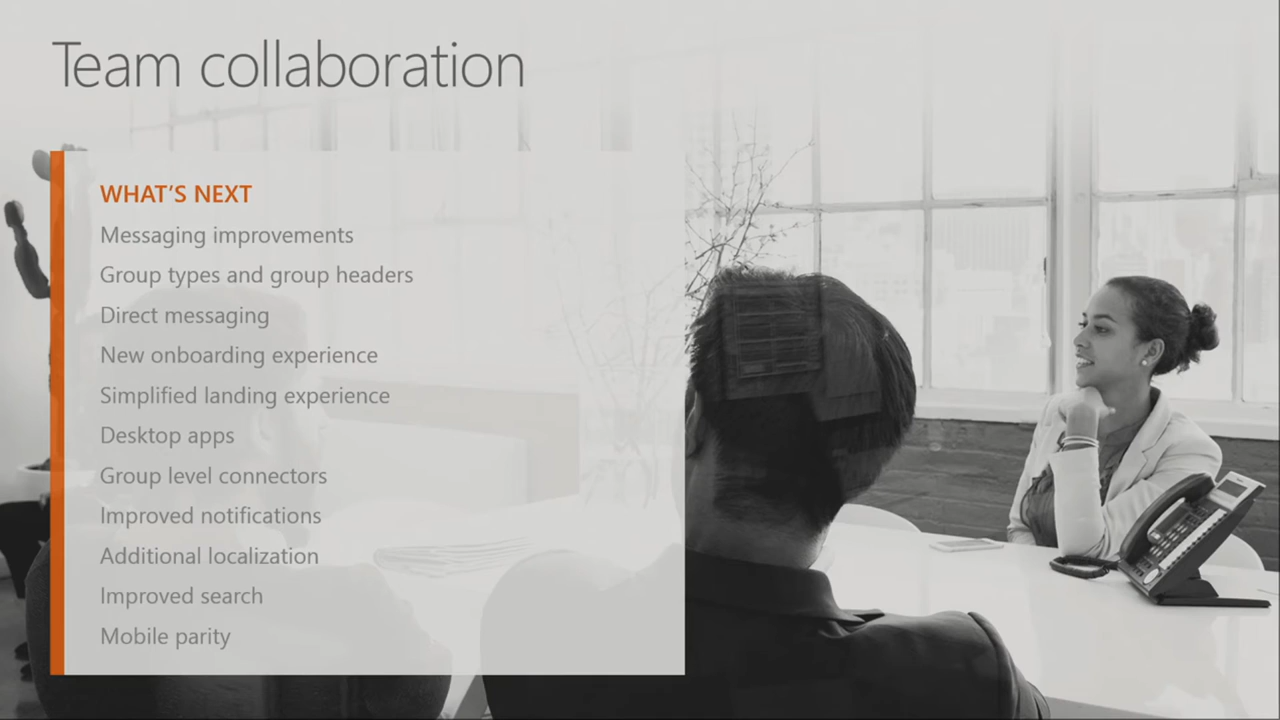 Team collaboration
WHAT'S NEXT
Messaging improvements
Group types and group headers
Direct messaging
New onboarding experience
Simplified landing experience
Desktop apps
Group level connectors
Improved notifications
Additional localization
Improved search
Mobile parity